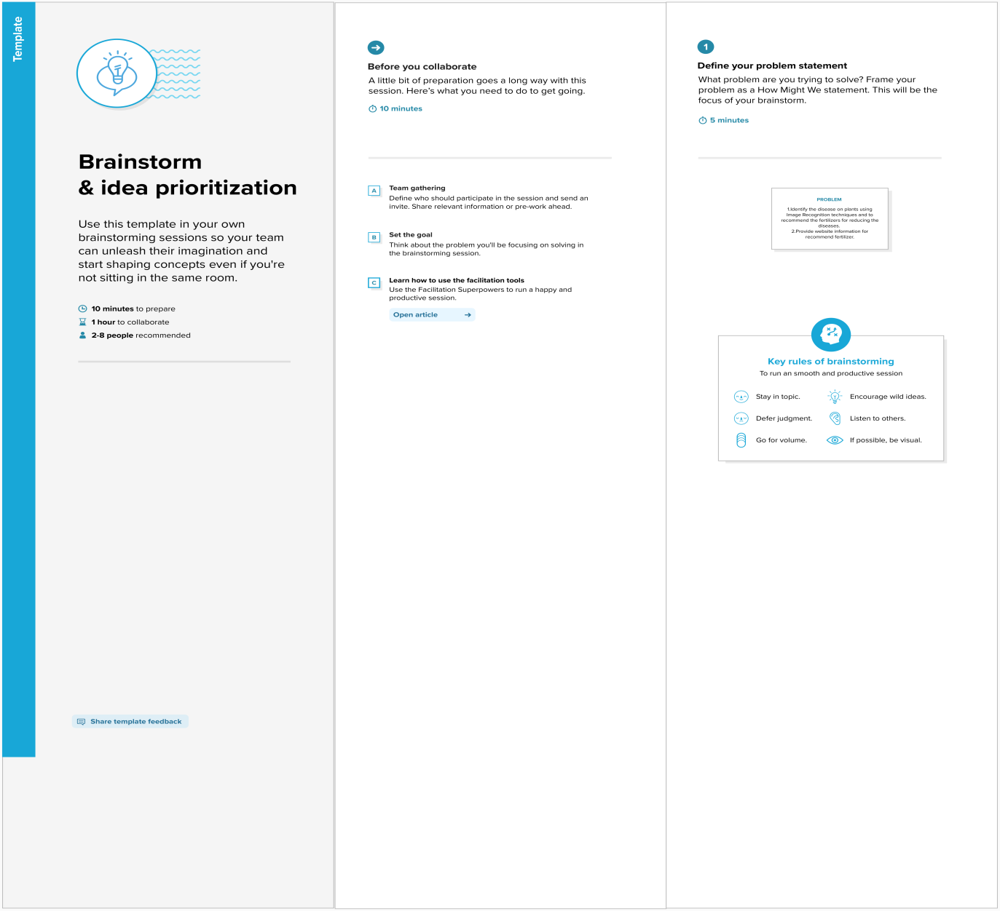 Template
Brainstorm
& idea prioritization
Use this template in your own
brainstorming sessions so your team
can unleash their imagination and
start shaping concepts even if you're
not sitting in the same room.
10 minutes to prepare
1 hour to collaborate
2-8 people recommended
Share template feedback
Before you collaborate
A little bit of preparation goes a long way with this
session. Here's what you need to do to get going.
10 minutes
A
Team gathering
Define who should participate in the session and send an
invite. Share relevant information or pre-work ahead.
B
Set the goal
Think about the problem you'll be focusing on solving in
the brainstorming session.
C
Learn how to use the facilitation tools
Use the Facilitation Superpowers to run a happy and
productive session.
Open article
1
Define your problem statement
What problem are you trying to solve? Frame your
problem as a How Might We statement. This will be the
focus of your brainstorm.
5 minutes
PROBLEM
1.Identify the disease on plants using
Image Recognition techniques and to
recommend the fertilizers for reducing the
diseases.
2.Provide website information for
recommend fertilizer.
Key rules of brainstorming
To run an smooth and productive session
Stay in topic.
Encourage wild ideas.
Defer judgment.
Listen to others.
Go for volume.
If possible, be visual.